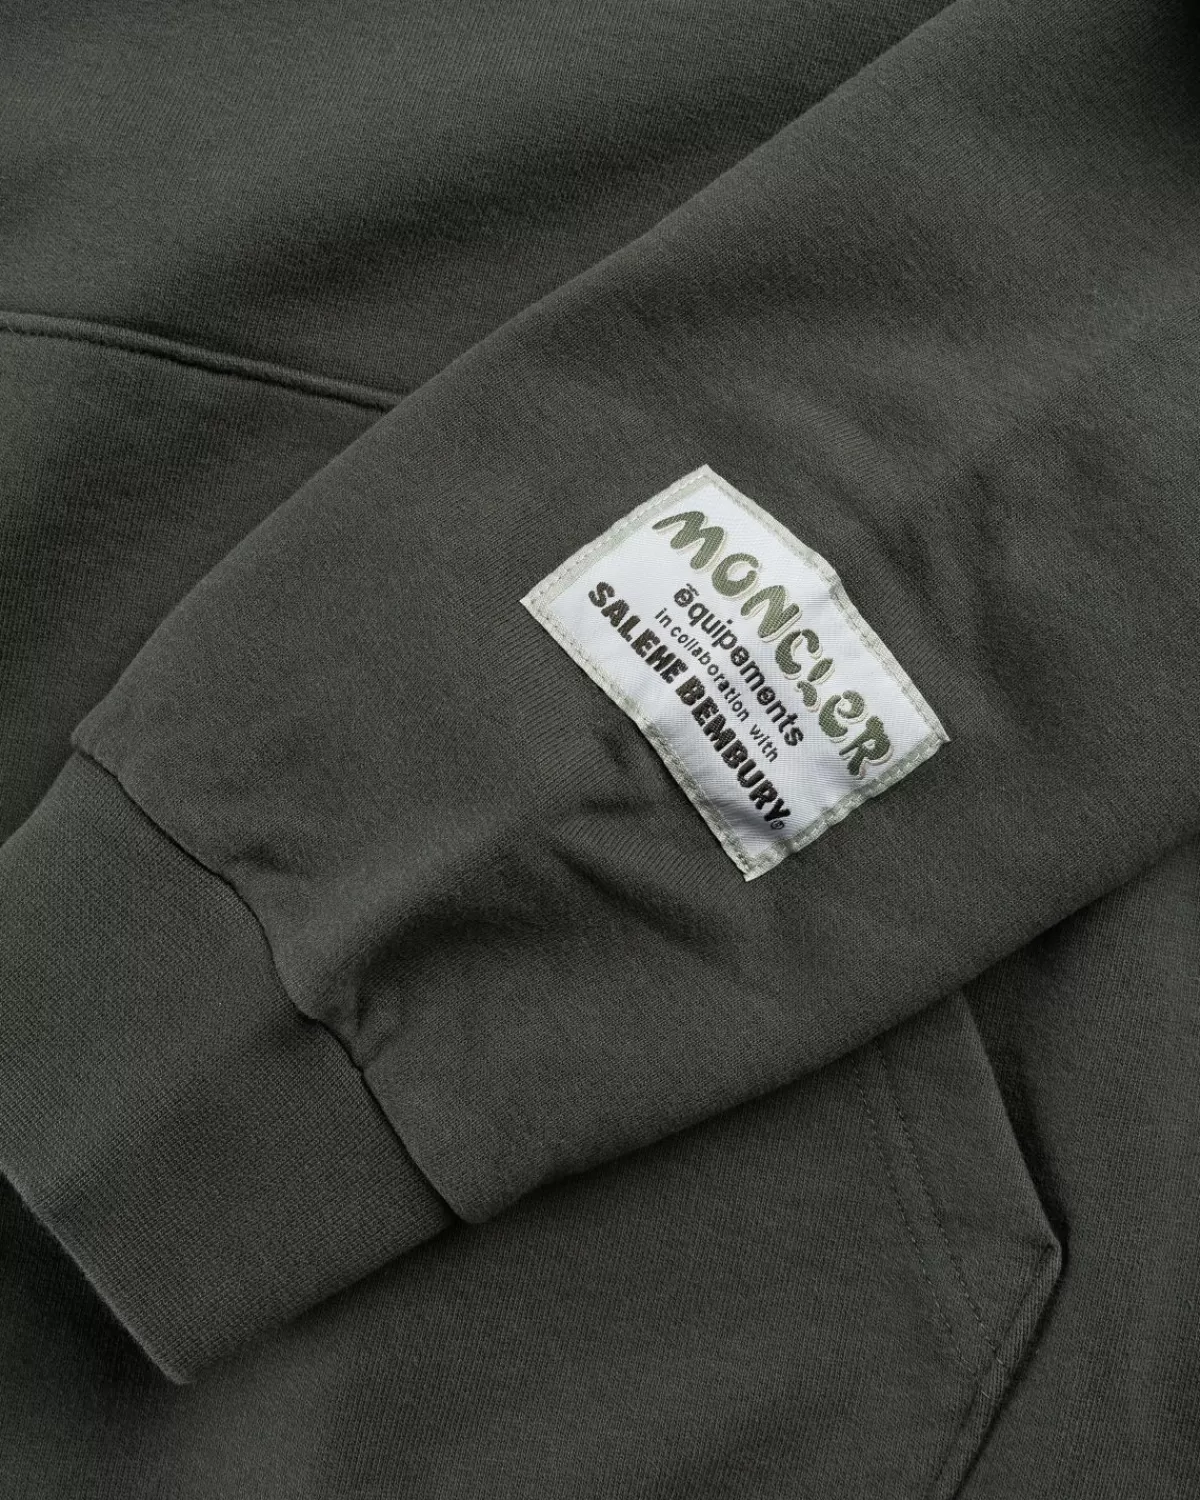 MONCLER
équipements
in collaboration with
SALEHE BEMBURY®